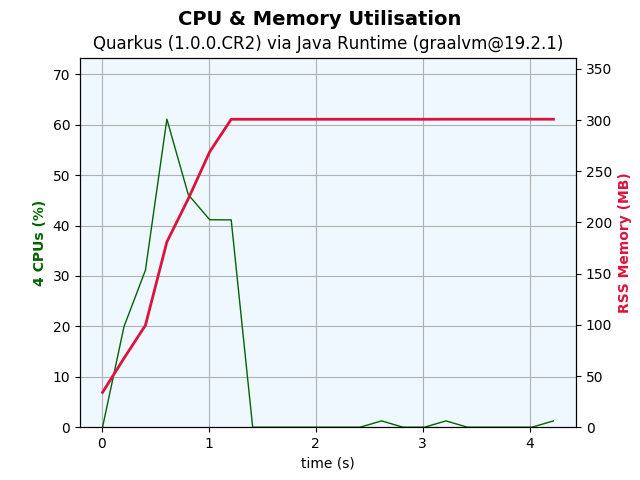 CPU & Memory Utilisation
Quarkus (1.0.0.CR2) via Java Runtime (graalvm@19.2.1)
4 CPUs (%)
70
60
50
40
30
20
10
0
350
300
250
200
150
100
50
0
RSS Memory (MB)
0 1 2 3 4
time (s)